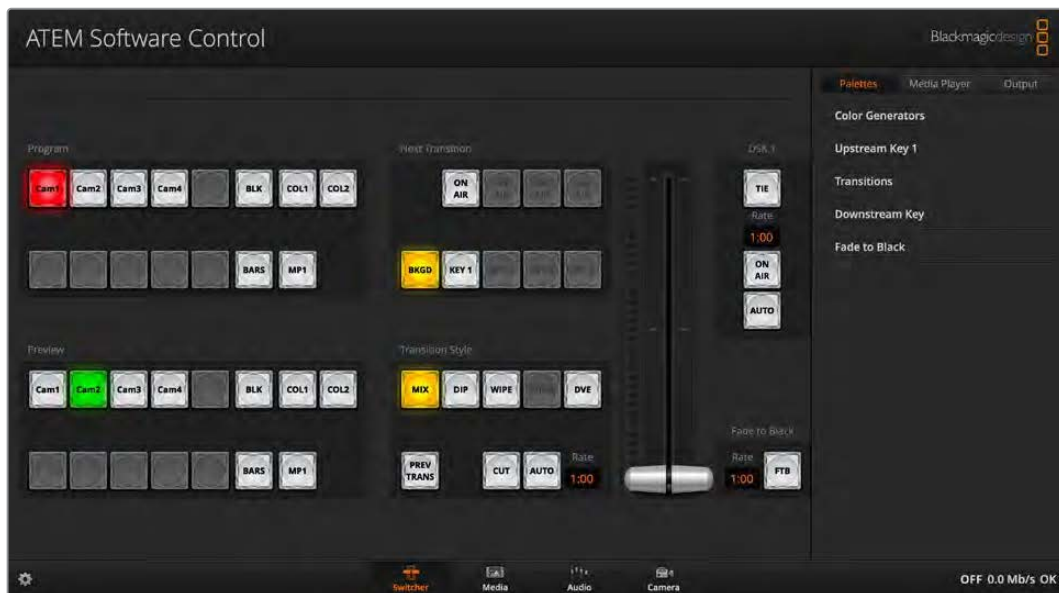 ATEM Software Control
Blackmagicdesign
Palettes Media Player Output
Color Generators
Upstream Key 1
Transitions
Downstream Key
Fade to Black
Program
Cam1 Cam2 Cam3 Cam4 BLK COL1 COL2
BARS MP1
Next Transition
ON AIR
BKGD KEY 1
DSK 1
TIE
Rate
1:00
ON AIR
AUTO
Preview
Cam1 Cam2 Cam3 Cam4 BLK COL1 COL2
BARS MP1
Transition Style
MIX DIP WIPE DVE
PREV TRANS CUT AUTO Rate 1:00
Fade to Black
Rate
1:00 FTB
Switcher Media Audio Camera
OFF 0.0 Mb/s OK